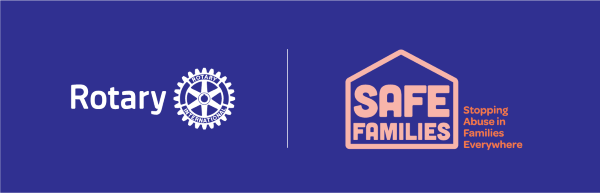 Rotary
ROTARY
INTERNATIONAL
SAFE
FAMILIES
Stopping
Abuse in
Families
Everywhere